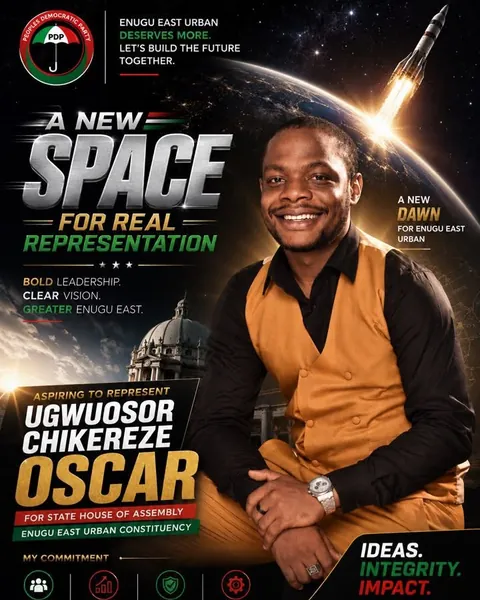 PEOPLES DEMOCRATIC PARTY
PDP
ENUGU EAST URBAN
DESERVES MORE.
LET'S BUILD THE FUTURE
TOGETHER.
A NEW
SPACE
FOR REAL
REPRESENTATION
A NEW
DAWN
FOR ENUGU EAST
URBAN
BOLD LEADERSHIP.
CLEAR VISION.
GREATER ENUGU EAST.
ASPIRING TO REPRESENT
UGWUOSOR
CHIKEREZE
OSCAR
FOR STATE HOUSE OF ASSEMBLY
ENUGU EAST URBAN CONSTITUENCY
MY COMMITMENT
IDEAS.
INTEGRITY.
IMPACT.